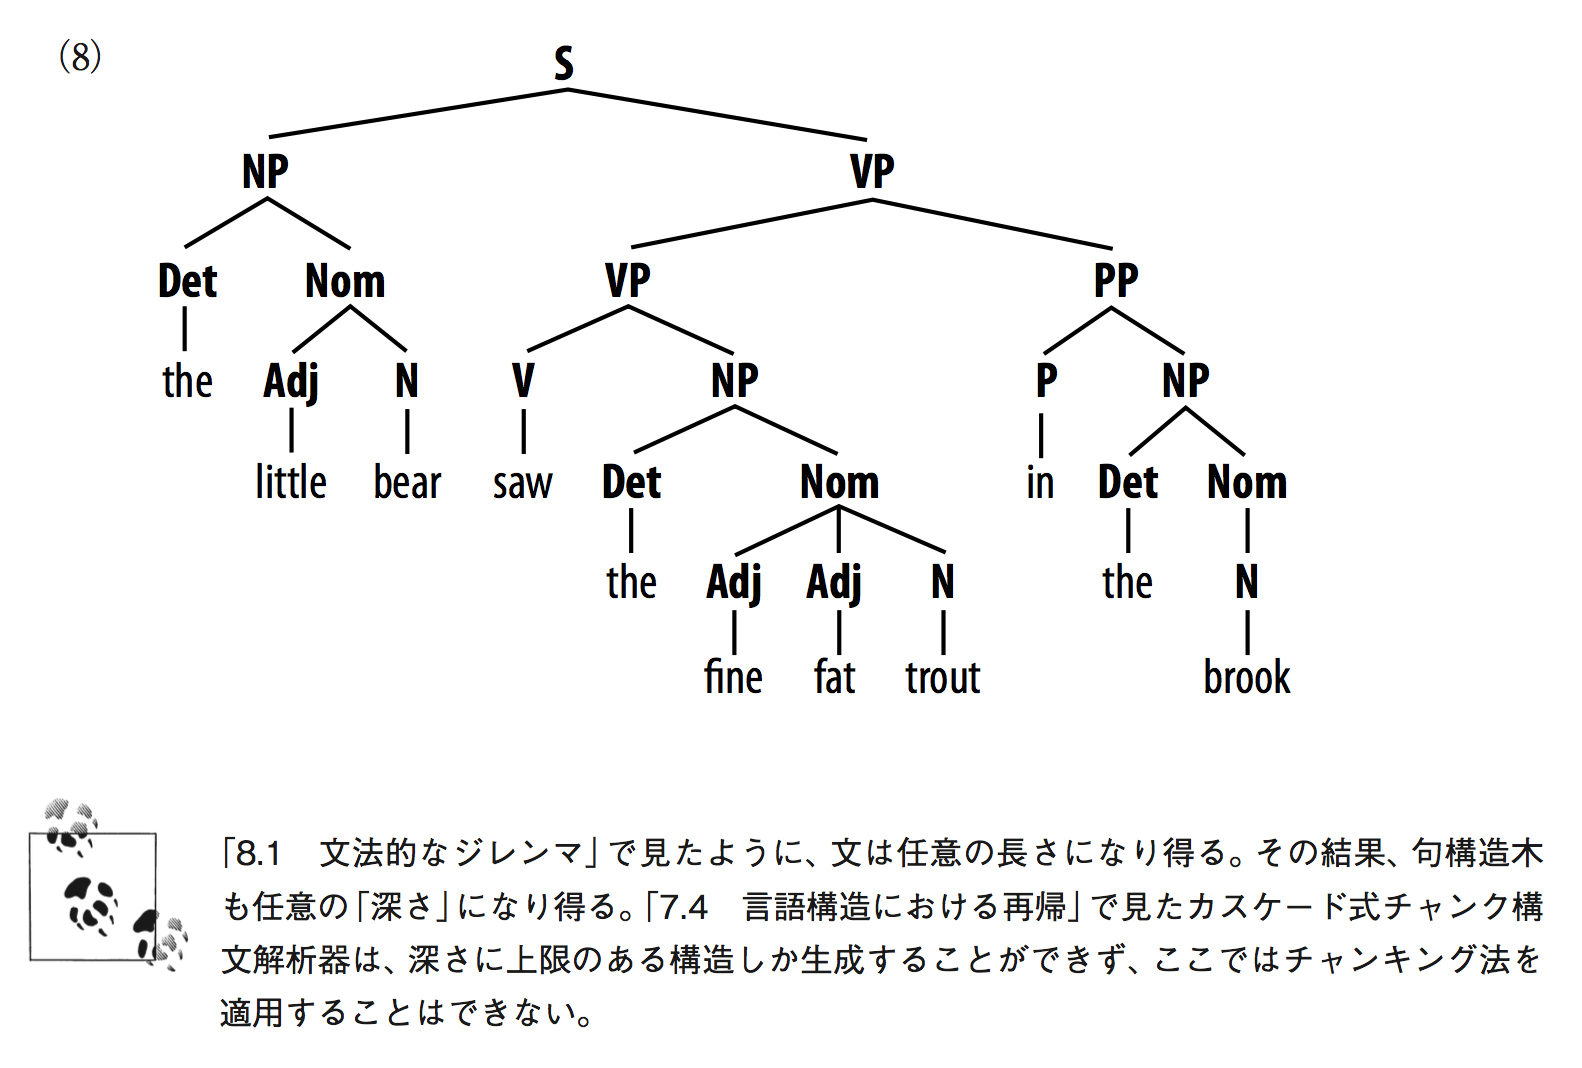 (8)
S
NP VP
Det Nom VP PP
the Adj N V NP P NP
little bear saw Det Nom in Det Nom
the Adj Adj N the N
fine fat trout brook
「8.1　文法的なジレンマ」で見たように、文は任意の長さになり得る。その結果、句構造木
も任意の「深さ」になり得る。「7.4　言語構造における再帰」で見たカスケード式チャンク構
文解析器は、深さに上限のある構造しか生成することができず、ここではチャンキング法を
適用することはできない。